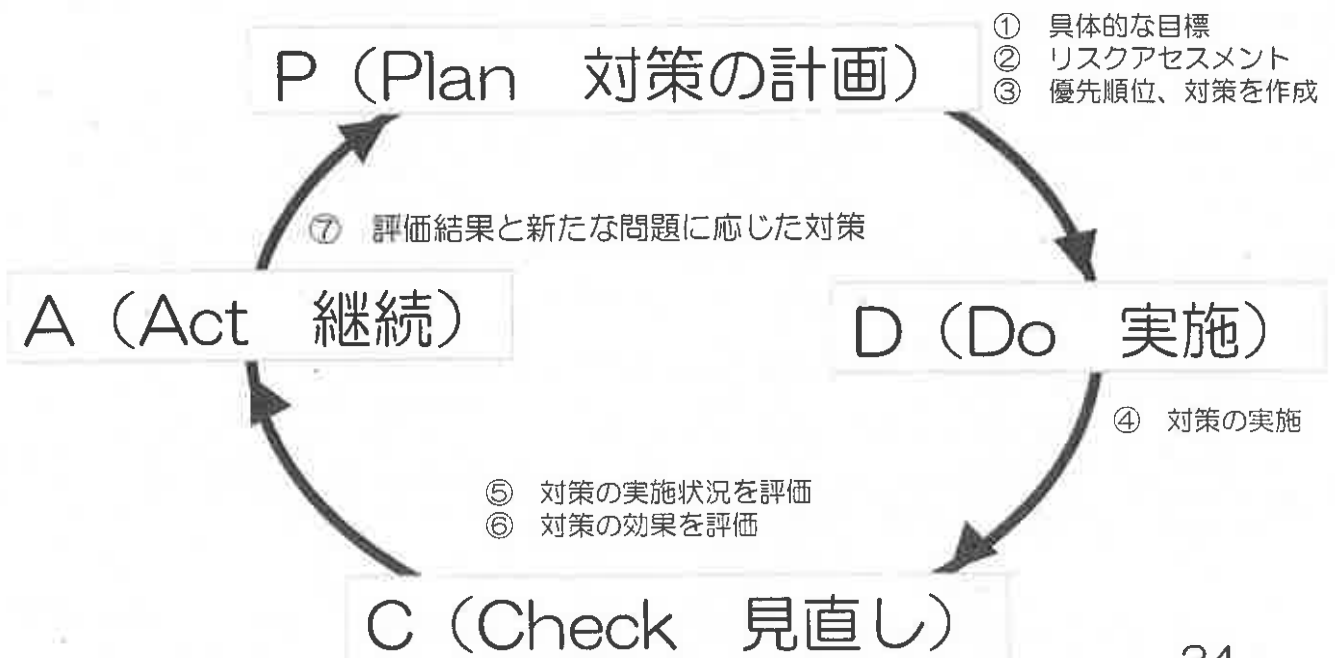 P（Plan　対策の計画）
① 具体的な目標
② リスクアセスメント
③ 優先順位、対策を作成
⑦ 評価結果と新たな問題に応じた対策
A（Act　継続）
D（Do　実施）
④ 対策の実施
⑤ 対策の実施状況を評価
⑥ 対策の効果を評価
C（Check　見直し）